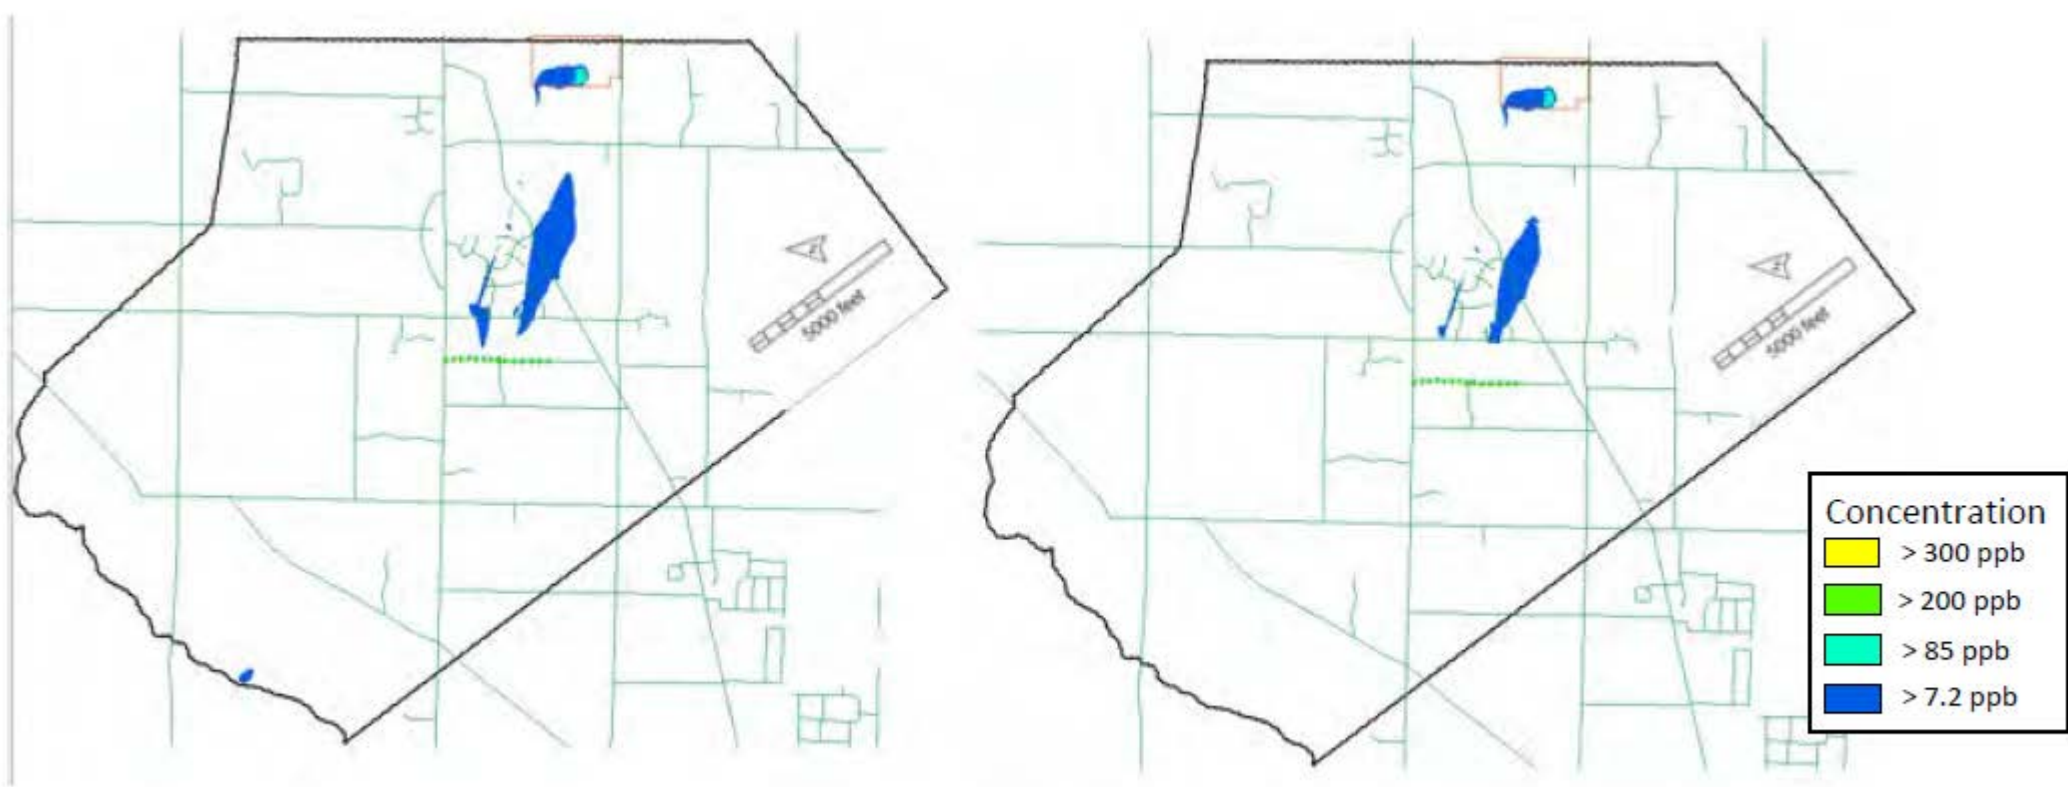 5000 feet
5000 feet
Concentration
> 300 ppb
> 200 ppb
> 85 ppb
> 7.2 ppb